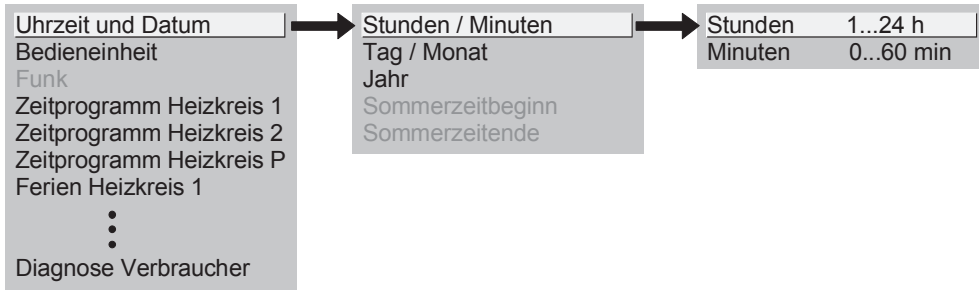 Uhrzeit und Datum
Bedieneinheit
Funk
Zeitprogramm Heizkreis 1
Zeitprogramm Heizkreis 2
Zeitprogramm Heizkreis P
Ferien Heizkreis 1
Diagnose Verbraucher
Stunden / Minuten
Tag / Monat
Jahr
Sommerzeitbeginn
Sommerzeitende
Stunden 1...24 h
Minuten 0...60 min